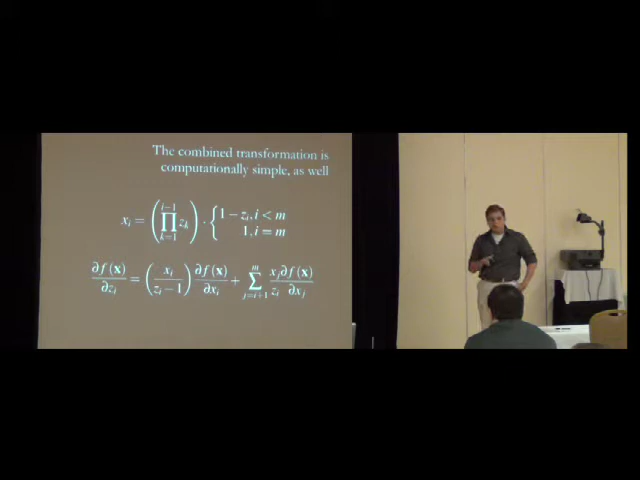 The combined transformation is
computationally simple, as well
x_i = ( ∏_{k=1}^{i−1} z_k ) · { 1 − z_i, i < m
1, i = m
∂f(x)/∂z_i = ( x_i / (z_i − 1) ) ∂f(x)/∂x_i + ∑_{j=i+1}^{m} (x_j / z_i) ∂f(x)/∂x_j